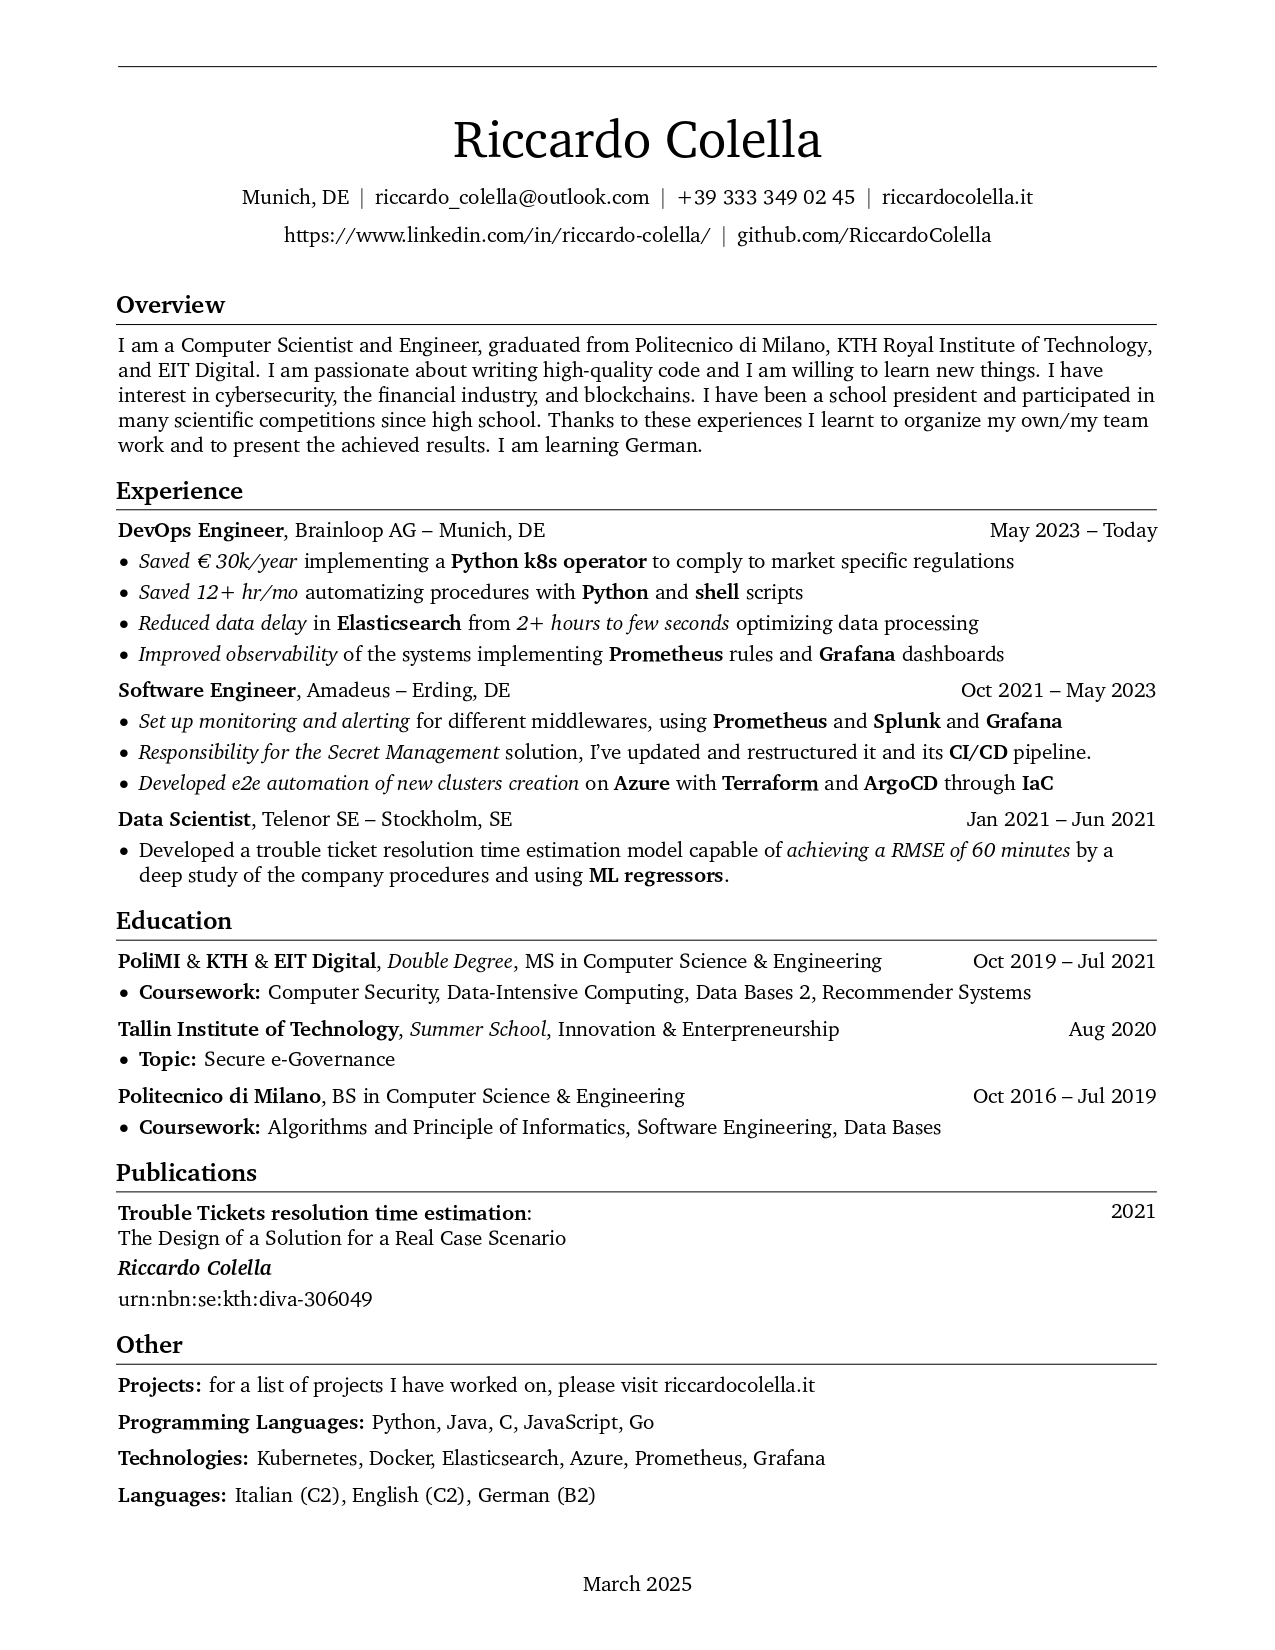 Riccardo Colella
Munich, DE | riccardo_colella@outlook.com | +39 333 349 02 45 | riccardocolella.it
https://www.linkedin.com/in/riccardo-colella/ | github.com/RiccardoColella
Overview
I am a Computer Scientist and Engineer, graduated from Politecnico di Milano, KTH Royal Institute of Technology,
and EIT Digital. I am passionate about writing high-quality code and I am willing to learn new things. I have
interest in cybersecurity, the financial industry, and blockchains. I have been a school president and participated in
many scientific competitions since high school. Thanks to these experiences I learnt to organize my own/my team
work and to present the achieved results. I am learning German.
Experience
DevOps Engineer, Brainloop AG – Munich, DE May 2023 – Today
• Saved € 30k/year implementing a Python k8s operator to comply to market specific regulations
• Saved 12+ hr/mo automatizing procedures with Python and shell scripts
• Reduced data delay in Elasticsearch from 2+ hours to few seconds optimizing data processing
• Improved observability of the systems implementing Prometheus rules and Grafana dashboards
Software Engineer, Amadeus – Erding, DE Oct 2021 – May 2023
• Set up monitoring and alerting for different middlewares, using Prometheus and Splunk and Grafana
• Responsibility for the Secret Management solution, I’ve updated and restructured it and its CI/CD pipeline.
• Developed e2e automation of new clusters creation on Azure with Terraform and ArgoCD through IaC
Data Scientist, Telenor SE – Stockholm, SE Jan 2021 – Jun 2021
• Developed a trouble ticket resolution time estimation model capable of achieving a RMSE of 60 minutes by a
deep study of the company procedures and using ML regressors.
Education
PoliMI & KTH & EIT Digital, Double Degree, MS in Computer Science & Engineering Oct 2019 – Jul 2021
• Coursework: Computer Security, Data-Intensive Computing, Data Bases 2, Recommender Systems
Tallin Institute of Technology, Summer School, Innovation & Enterpreneurship Aug 2020
• Topic: Secure e-Governance
Politecnico di Milano, BS in Computer Science & Engineering Oct 2016 – Jul 2019
• Coursework: Algorithms and Principle of Informatics, Software Engineering, Data Bases
Publications
Trouble Tickets resolution time estimation: 2021
The Design of a Solution for a Real Case Scenario
Riccardo Colella
urn:nbn:se:kth:diva-306049
Other
Projects: for a list of projects I have worked on, please visit riccardocolella.it
Programming Languages: Python, Java, C, JavaScript, Go
Technologies: Kubernetes, Docker, Elasticsearch, Azure, Prometheus, Grafana
Languages: Italian (C2), English (C2), German (B2)
March 2025